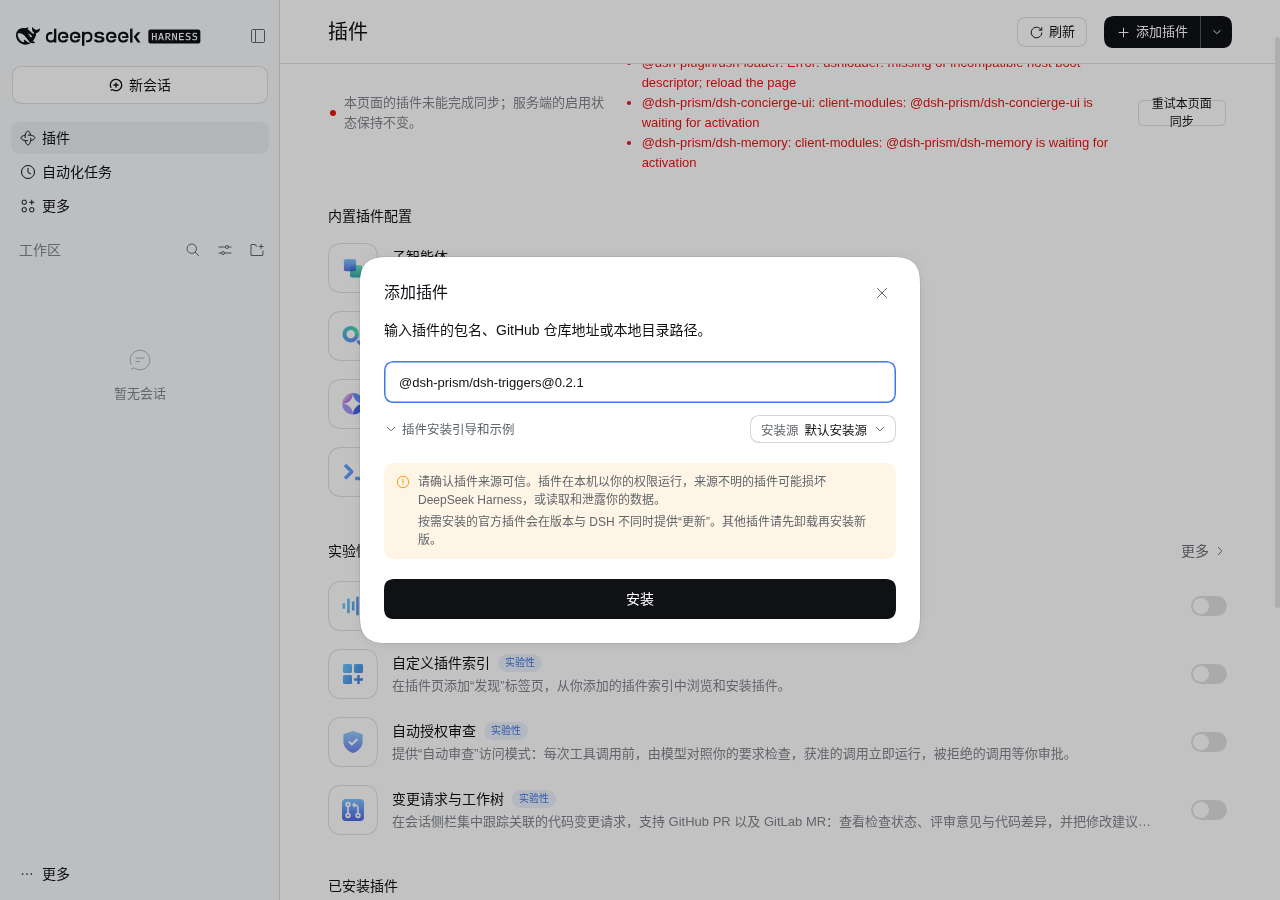 deepseek HARNESS
新会话
插件
自动化任务
更多
工作区
暂无会话
更多
插件
刷新
添加插件
本页面的插件未能完成同步；服务端的启用状
态保持不变。
@dsh-plugin/dsh-loader: Error: dshloader: missing or incompatible host boot
descriptor; reload the page
@dsh-prism/dsh-concierge-ui: client-modules: @dsh-prism/dsh-concierge-ui is
waiting for activation
@dsh-prism/dsh-memory: client-modules: @dsh-prism/dsh-memory is waiting for
activation
重试本页面
同步
内置插件配置
子智能体
添加插件
输入插件的包名、GitHub 仓库地址或本地目录路径。
@dsh-prism/dsh-triggers@0.2.1
插件安装引导和示例
安装源 默认安装源
请确认插件来源可信。插件在本机以你的权限运行，来源不明的插件可能损坏
DeepSeek Harness，或读取和泄露你的数据。
按需安装的官方插件会在版本与 DSH 不同时提供“更新”。其他插件请先卸载再安装新
版。
安装
更多
自定义插件索引 实验性
在插件页添加“发现”标签页，从你添加的插件索引中浏览和安装插件。
自动授权审查 实验性
提供“自动审查”访问模式：每次工具调用前，由模型对照你的要求检查，获准的调用立即运行，被拒绝的调用等你审批。
变更请求与工作树 实验性
在会话侧栏集中跟踪关联的代码变更请求，支持 GitHub PR 以及 GitLab MR：查看检查状态、评审意见与代码差异，并把修改建议…
已安装插件